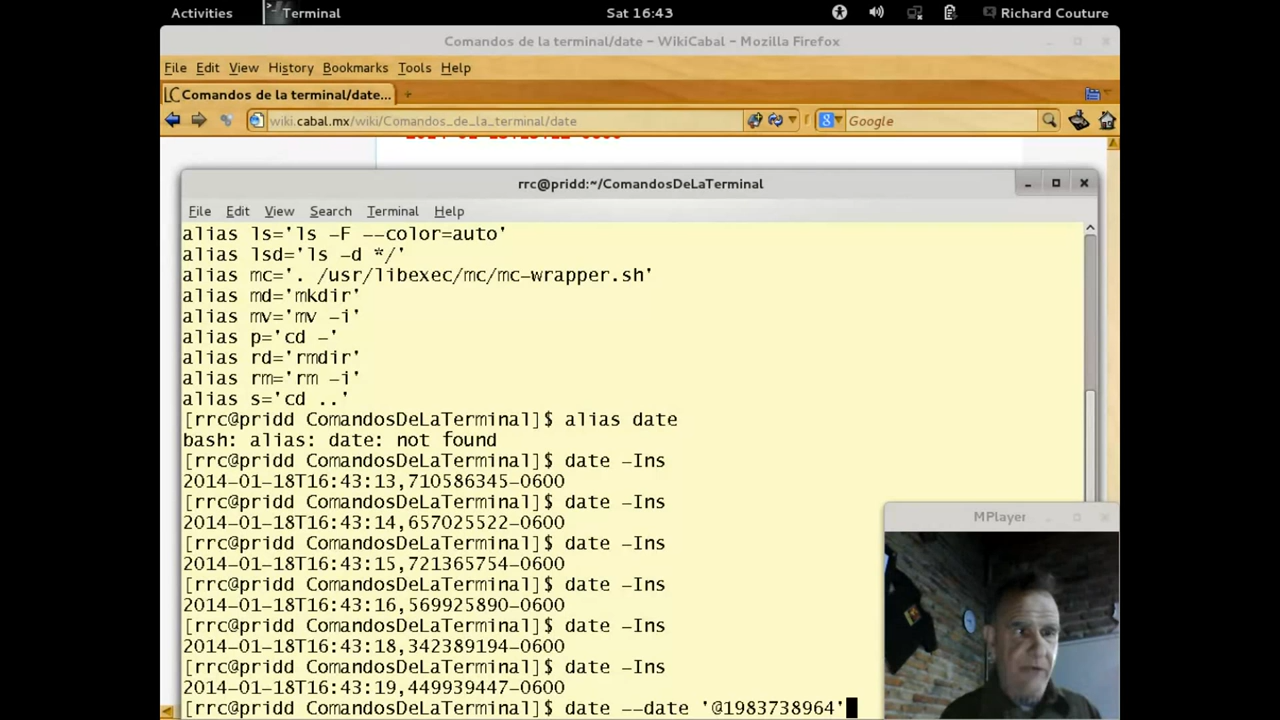 Activities Terminal Sat 16:43 Richard Couture
Comandos de la terminal/date – WikiCabal – Mozilla Firefox
File Edit View History Bookmarks Tools Help
Comandos de la terminal/date...
wiki.cabal.mx/wiki/Comandos_de_la_terminal/date Google
rrc@pridd:~/ComandosDeLaTerminal
File Edit View Search Terminal Help
alias ls='ls -F --color=auto'
alias lsd='ls -d */'
alias mc='. /usr/libexec/mc/mc-wrapper.sh'
alias md='mkdir'
alias mv='mv -i'
alias p='cd -'
alias rd='rmdir'
alias rm='rm -i'
alias s='cd ..'
[rrc@pridd ComandosDeLaTerminal]$ alias date
bash: alias: date: not found
[rrc@pridd ComandosDeLaTerminal]$ date -Ins
2014-01-18T16:43:13,710586345-0600
[rrc@pridd ComandosDeLaTerminal]$ date -Ins
2014-01-18T16:43:14,657025522-0600
[rrc@pridd ComandosDeLaTerminal]$ date -Ins
2014-01-18T16:43:15,721365754-0600
[rrc@pridd ComandosDeLaTerminal]$ date -Ins
2014-01-18T16:43:16,569925890-0600
[rrc@pridd ComandosDeLaTerminal]$ date -Ins
2014-01-18T16:43:18,342389194-0600
[rrc@pridd ComandosDeLaTerminal]$ date -Ins
2014-01-18T16:43:19,449939447-0600
[rrc@pridd ComandosDeLaTerminal]$ date --date '@1983738964'
MPlayer